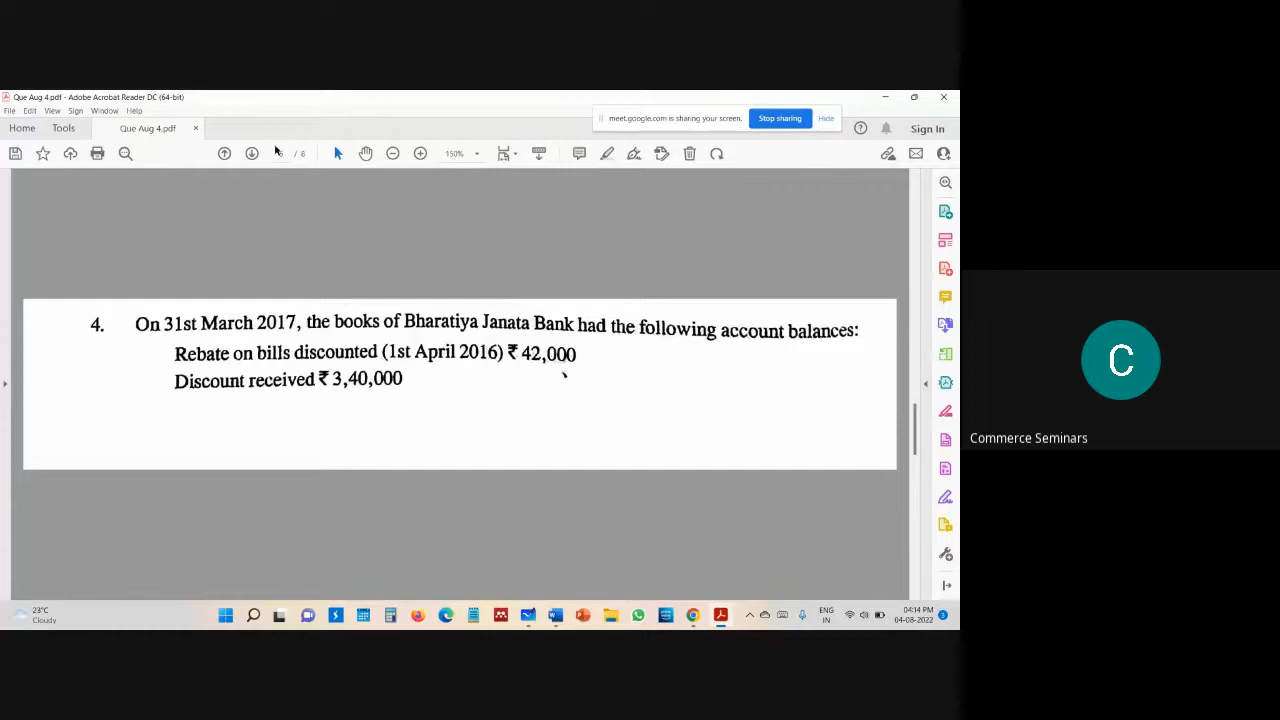 Que Aug 4.pdf - Adobe Acrobat Reader DC (64-bit)
File Edit View Sign Window Help
meet.google.com is sharing your screen. Stop sharing Hide
Home Tools Que Aug 4.pdf × Sign In
/ 8 150%
4. On 31st March 2017, the books of Bharatiya Janata Bank had the following account balances:
Rebate on bills discounted (1st April 2016) ₹ 42,000
Discount received ₹ 3,40,000
C
Commerce Seminars
23°C
Cloudy
ENG
IN
04:14 PM
04-08-2022
3